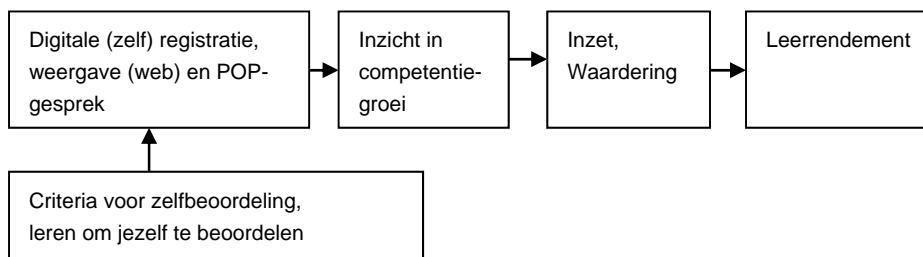 Digitale (zelf) registratie,
weergave (web) en POP-
gesprek
Inzicht in
competentie-
groei
Inzet,
Waardering
Leerrendement
Criteria voor zelfbeoordeling,
leren om jezelf te beoordelen